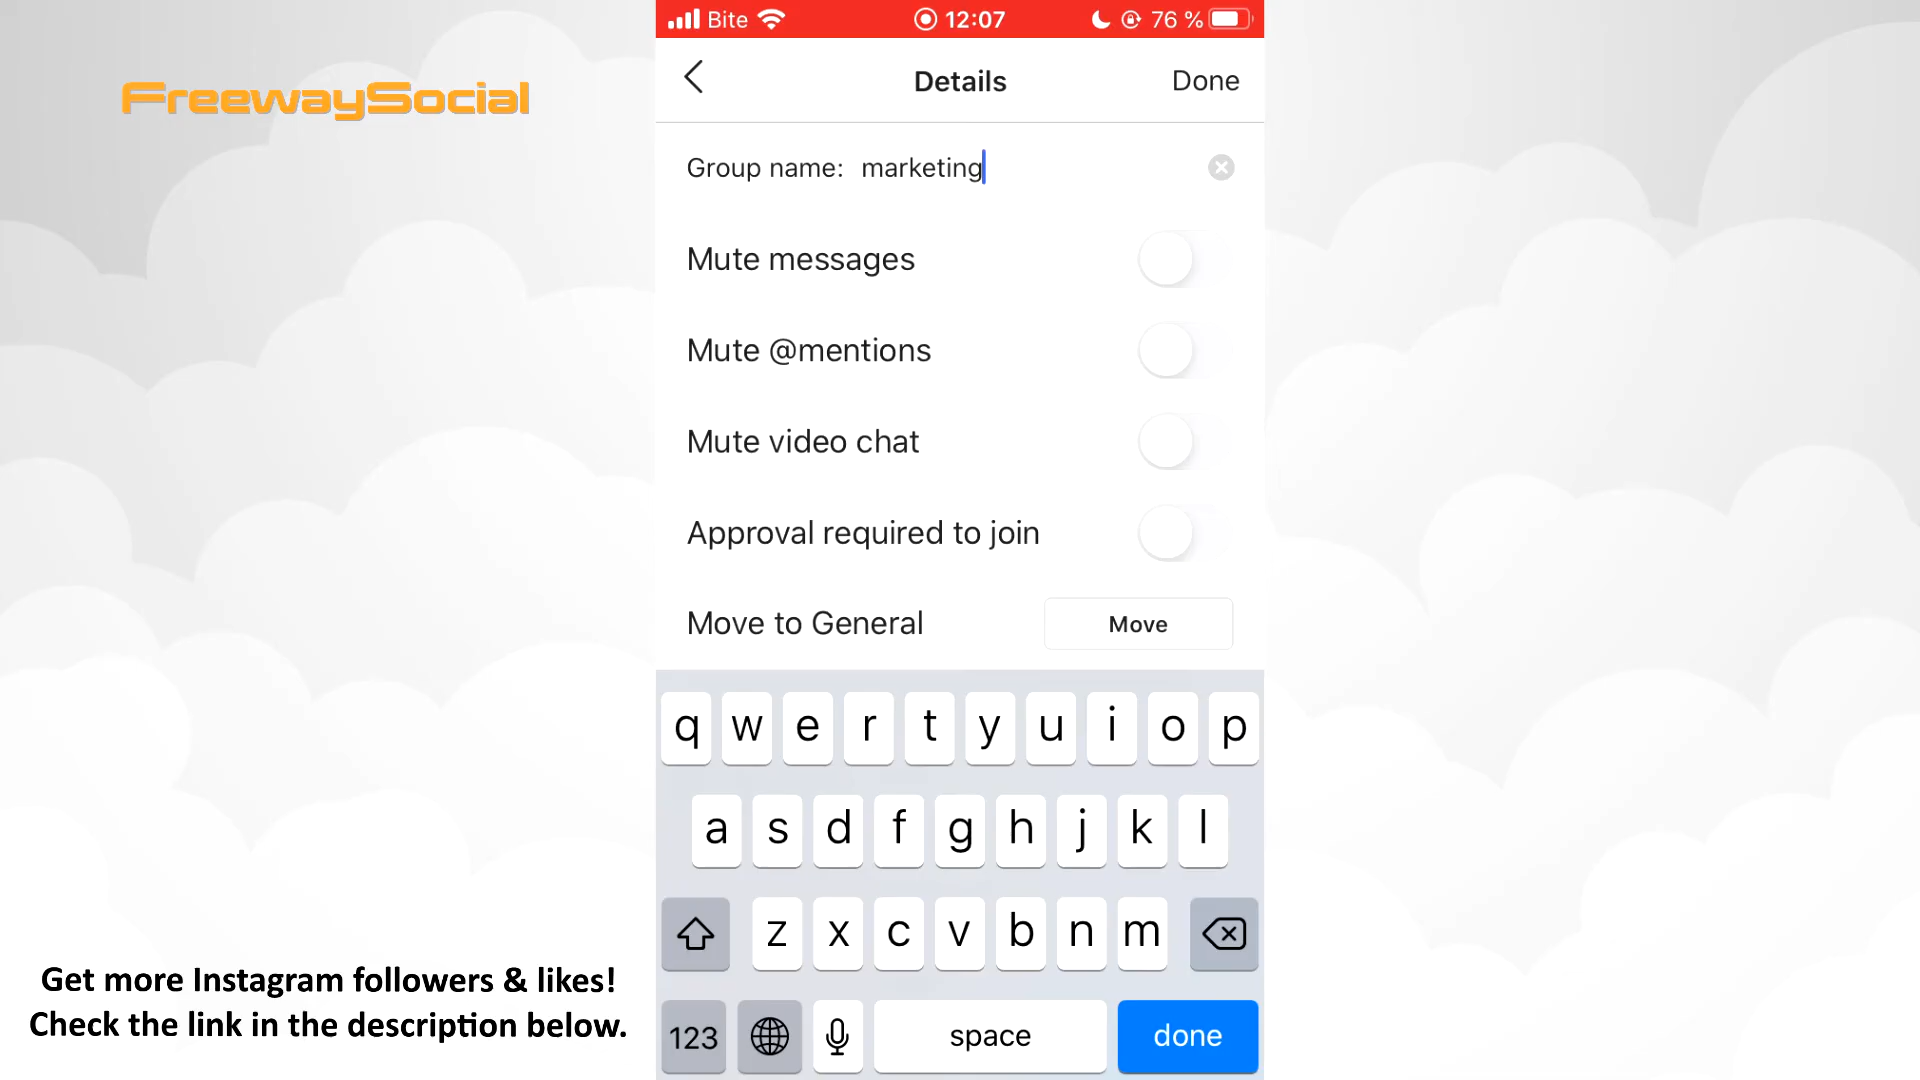 FreewaySocial
Bite 12:07 76 %
Details Done
Group name: marketing
Mute messages
Mute @mentions
Mute video chat
Approval required to join
Move to General Move
q w e r t y u i o p
a s d f g h j k l
z x c v b n m
123 space done
Get more Instagram followers & likes!
Check the link in the description below.